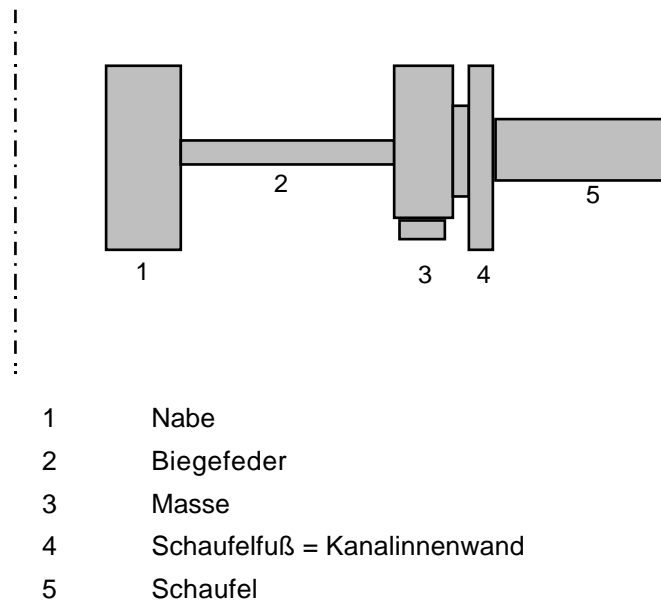 2
5
1
3
4
1 Nabe
2 Biegefeder
3 Masse
4 Schaufelfuß = Kanalinnenwand
5 Schaufel